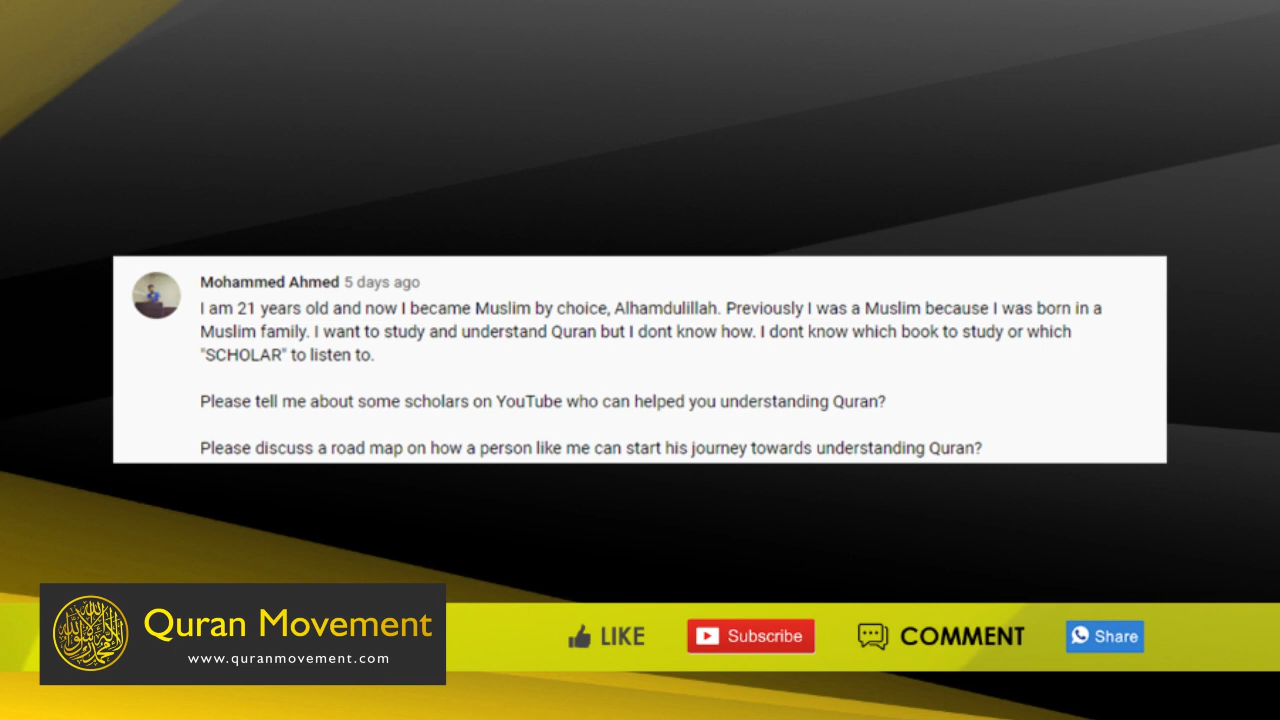 Mohammed Ahmed 5 days ago
I am 21 years old and now I became Muslim by choice, Alhamdulillah. Previously I was a Muslim because I was born in a
Muslim family. I want to study and understand Quran but I dont know how. I dont know which book to study or which
"SCHOLAR" to listen to.
Please tell me about some scholars on YouTube who can helped you understanding Quran?
Please discuss a road map on how a person like me can start his journey towards understanding Quran?
Quran Movement
www.quranmovement.com
LIKE
Subscribe
COMMENT
Share